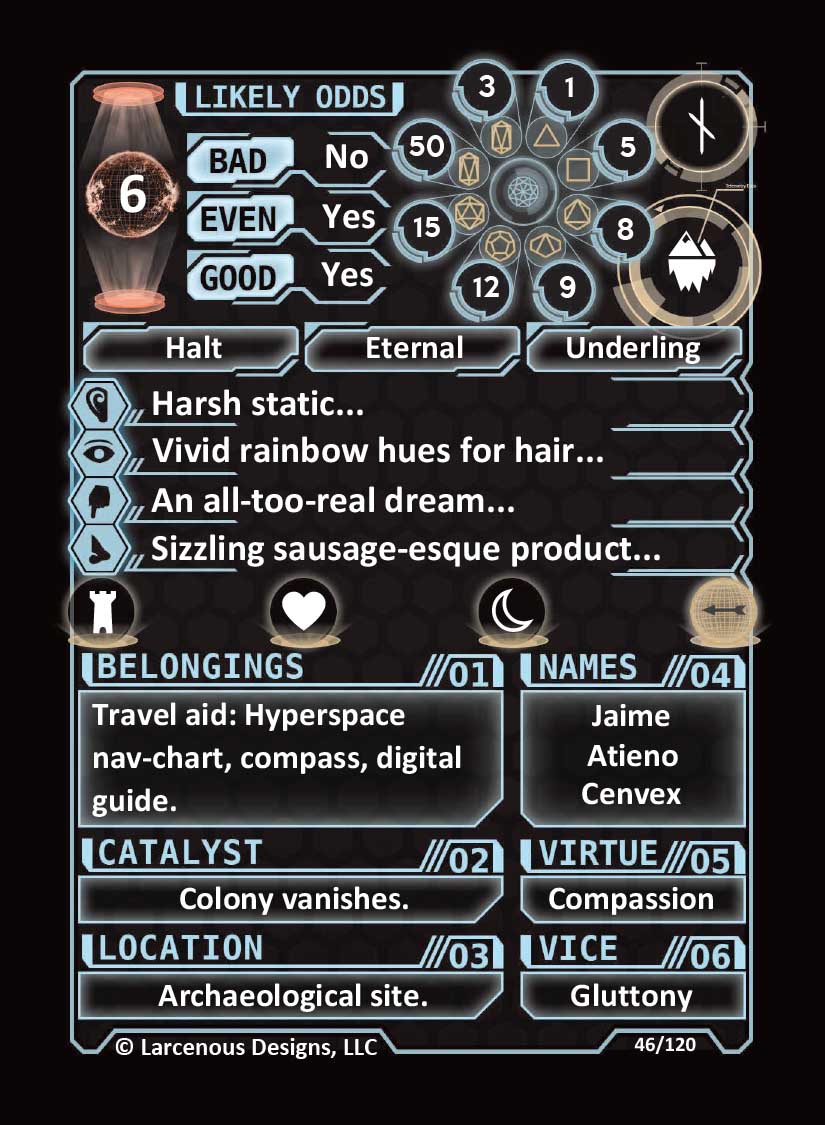 LIKELY ODDS
6
BAD No
EVEN Yes
GOOD Yes
3
1
50
5
15
8
12
9
Halt
Eternal
Underling
Harsh static...
Vivid rainbow hues for hair...
An all-too-real dream...
Sizzling sausage-esque product...
BELONGINGS ///01
Travel aid: Hyperspace
nav-chart, compass, digital
guide.
NAMES ///04
Jaime
Atieno
Cenvex
CATALYST ///02
Colony vanishes.
VIRTUE ///05
Compassion
LOCATION ///03
Archaeological site.
VICE ///06
Gluttony
© Larcenous Designs, LLC
46/120